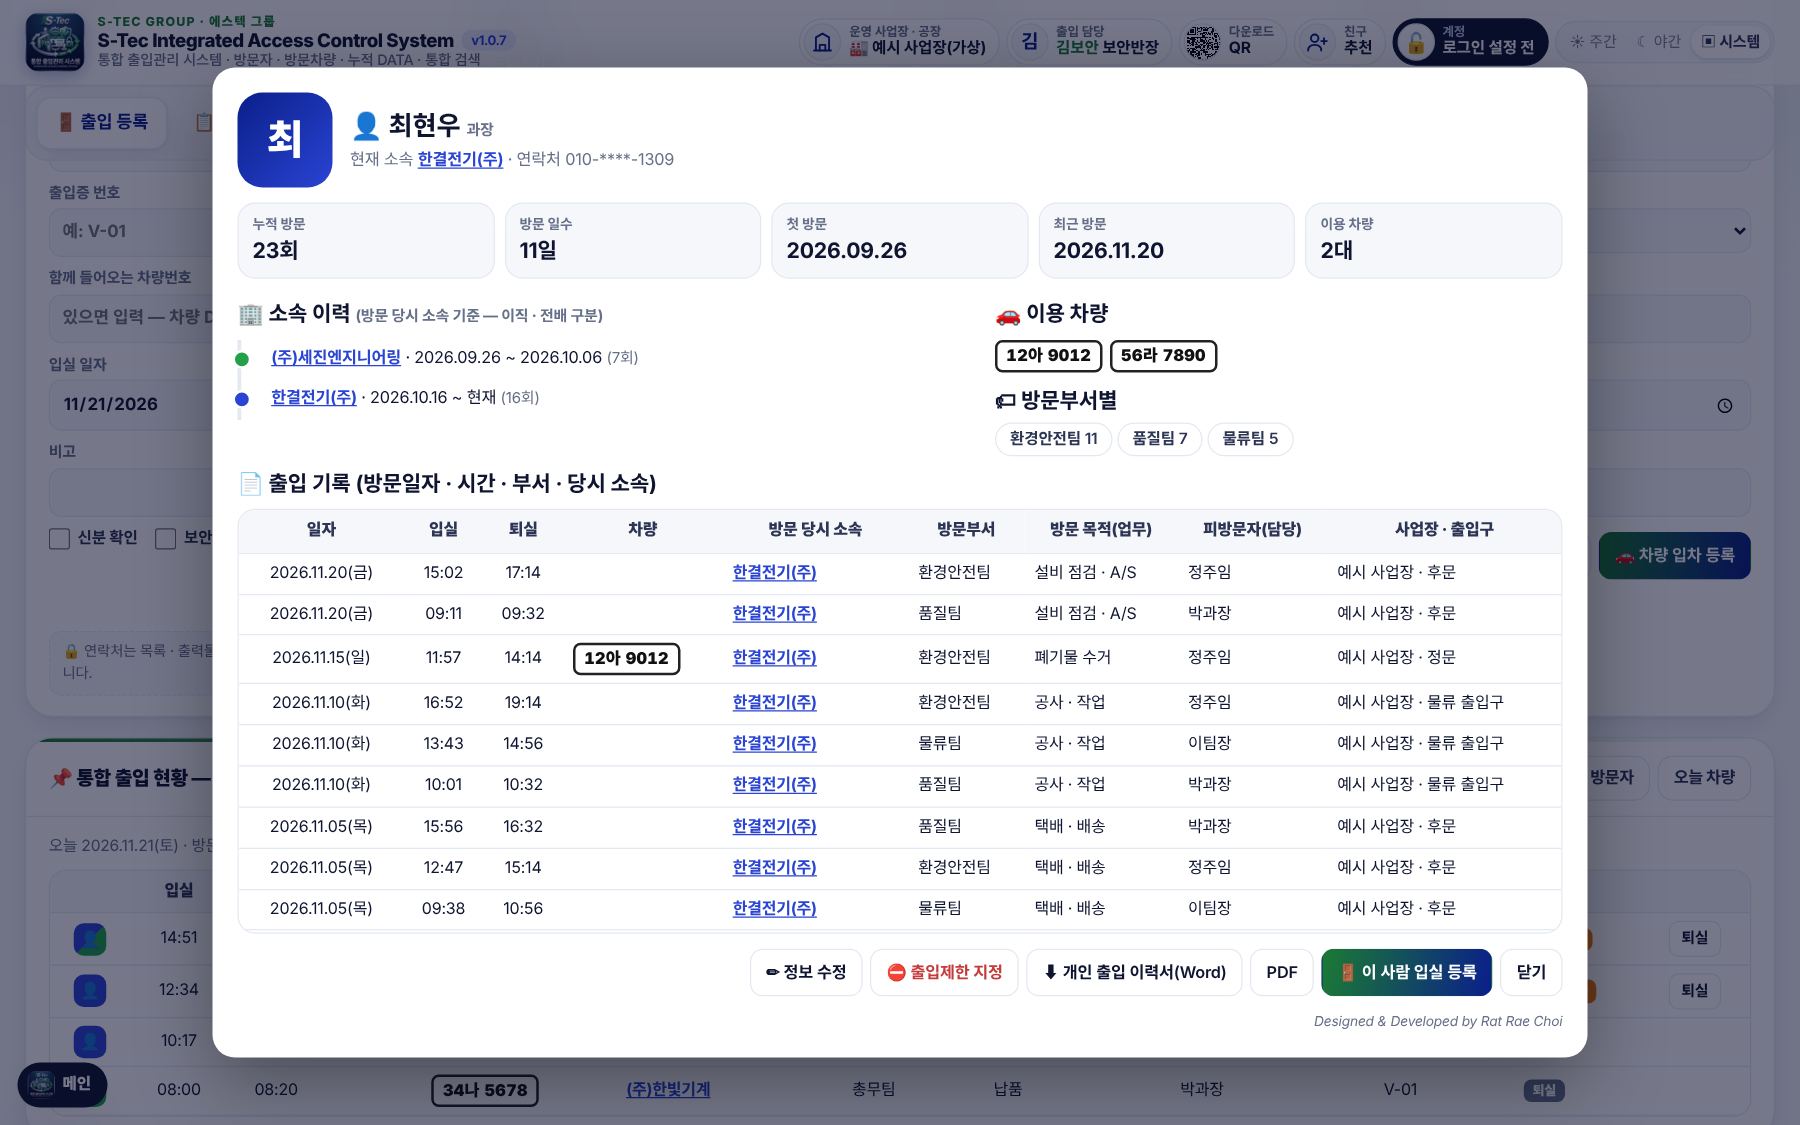 S-TEC GROUP · 에스텍 그룹
S-Tec Integrated Access Control System v1.0.7
통합 출입관리 시스템 · 방문자 · 방문차량 · 누적 DATA · 통합 검색
운영 사업장 · 공장
예시 사업장(가상)
김
출입 담당
김보안 보안반장
다운로드
QR
친구
추천
계정
로그인 설정 전
주간
야간
시스템
출입 등록
출입증 번호
예: V-01
함께 들어오는 차량번호
있으면 입력 — 차량 D
입실 일자
11/21/2026
비고
신분 확인
보안
차량 입차 등록
연락처는 목록 · 출력물
니다.
통합 출입 현황 —
방문자
오늘 차량
오늘 2026.11.21(토) · 방문
입실
14:51
퇴실
12:34
퇴실
10:17
메인
08:00 08:20 34나 5678 (주)한빛기계 총무팀 납품 박과장 V-01 퇴실
최
최현우 과장
현재 소속 한결전기(주) · 연락처 010-****-1309
누적 방문
23회
방문 일수
11일
첫 방문
2026.09.26
최근 방문
2026.11.20
이용 차량
2대
소속 이력 (방문 당시 소속 기준 — 이직 · 전배 구분)
(주)세진엔지니어링 · 2026.09.26 ~ 2026.10.06 (7회)
한결전기(주) · 2026.10.16 ~ 현재 (16회)
이용 차량
12아 9012 56라 7890
방문부서별
환경안전팀 11 품질팀 7 물류팀 5
출입 기록 (방문일자 · 시간 · 부서 · 당시 소속)
일자 입실 퇴실 차량 방문 당시 소속 방문부서 방문 목적(업무) 피방문자(담당) 사업장 · 출입구
2026.11.20(금) 15:02 17:14 한결전기(주) 환경안전팀 설비 점검 · A/S 정주임 예시 사업장 · 후문
2026.11.20(금) 09:11 09:32 한결전기(주) 품질팀 설비 점검 · A/S 박과장 예시 사업장 · 후문
2026.11.15(일) 11:57 14:14 12아 9012 한결전기(주) 환경안전팀 폐기물 수거 정주임 예시 사업장 · 정문
2026.11.10(화) 16:52 19:14 한결전기(주) 환경안전팀 공사 · 작업 정주임 예시 사업장 · 물류 출입구
2026.11.10(화) 13:43 14:56 한결전기(주) 물류팀 공사 · 작업 이팀장 예시 사업장 · 물류 출입구
2026.11.10(화) 10:01 10:32 한결전기(주) 품질팀 공사 · 작업 박과장 예시 사업장 · 물류 출입구
2026.11.05(목) 15:56 16:32 한결전기(주) 품질팀 택배 · 배송 박과장 예시 사업장 · 후문
2026.11.05(목) 12:47 15:14 한결전기(주) 환경안전팀 택배 · 배송 정주임 예시 사업장 · 후문
2026.11.05(목) 09:38 10:56 한결전기(주) 물류팀 택배 · 배송 이팀장 예시 사업장 · 후문
정보 수정
출입제한 지정
개인 출입 이력서(Word)
PDF
이 사람 입실 등록
닫기
Designed & Developed by Rat Rae Choi